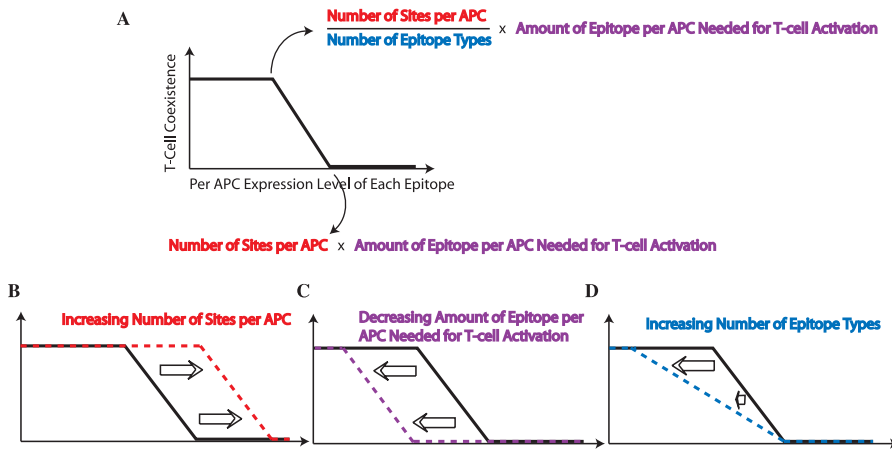 A
Number of Sites per APC
Number of Epitope Types
x Amount of Epitope per APC Needed for T-cell Activation
T-Cell Coexistence
Per APC Expression Level of Each Epitope
Number of Sites per APC x Amount of Epitope per APC Needed for T-cell Activation
B
Increasing Number of Sites per APC
C
Decreasing Amount of Epitope per
APC Needed for T-cell Activation
D
Increasing Number of Epitope Types